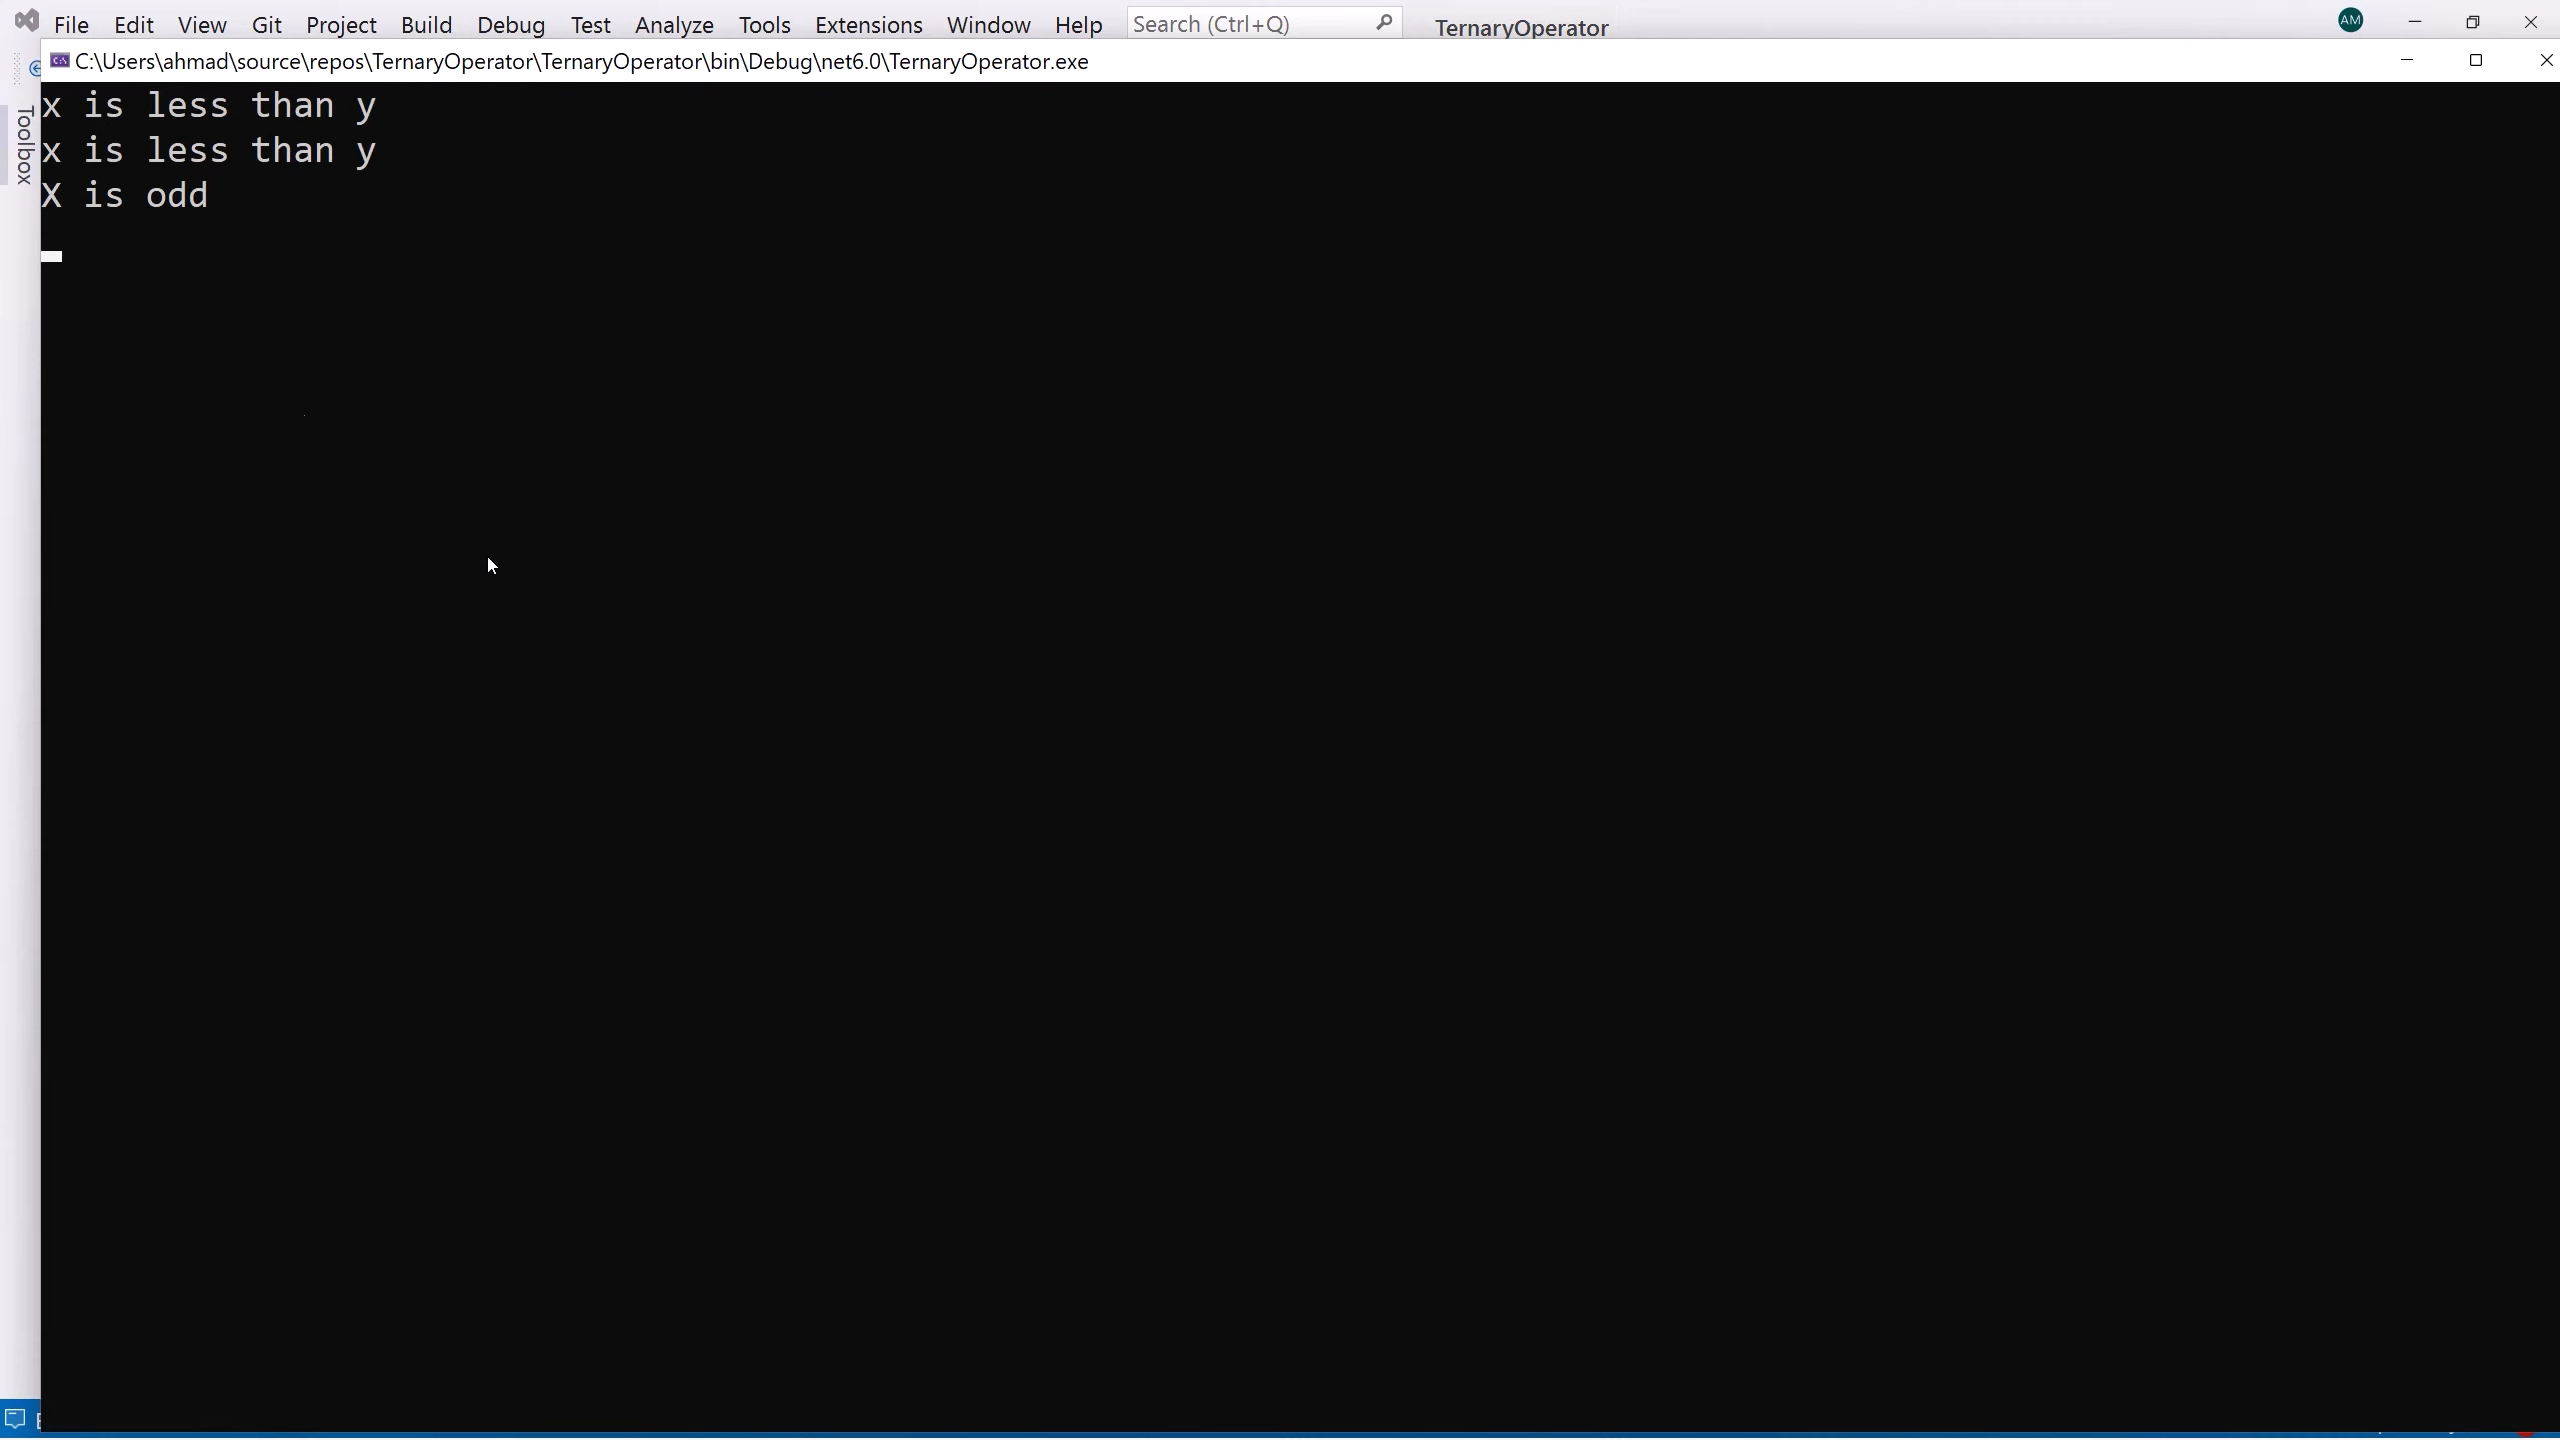 File Edit View Git Project Build Debug Test Analyze Tools Extensions Window Help Search (Ctrl+Q) TernaryOperator AM
C:\Users\ahmad\source\repos\TernaryOperator\TernaryOperator\bin\Debug\net6.0\TernaryOperator.exe
Toolbox
x is less than y
x is less than y
X is odd